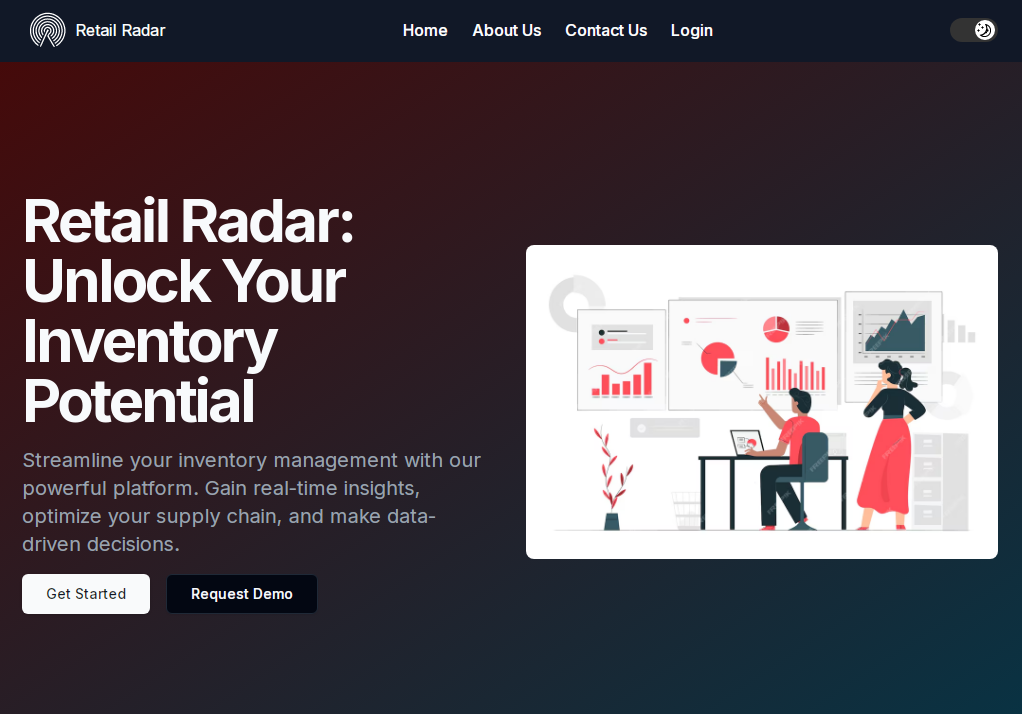 Retail Radar
Home
About Us
Contact Us
Login
Retail Radar:
Unlock Your
Inventory
Potential
Streamline your inventory management with our
powerful platform. Gain real-time insights,
optimize your supply chain, and make data-
driven decisions.
Get Started
Request Demo